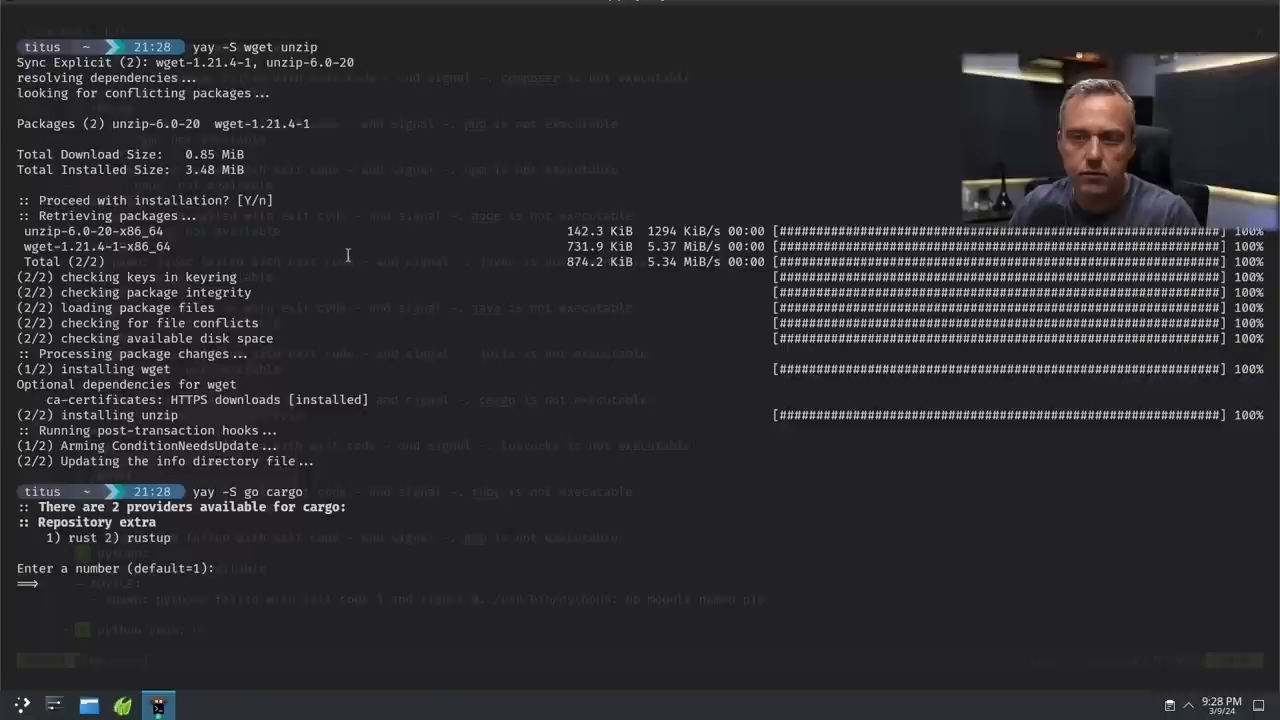 titus ~ 21:28 yay -S wget unzip
Sync Explicit (2): wget-1.21.4-1, unzip-6.0-20
resolving dependencies...
looking for conflicting packages...
Packages (2) unzip-6.0-20 wget-1.21.4-1
Total Download Size: 0.85 MiB
Total Installed Size: 3.48 MiB
:: Proceed with installation? [Y/n]
:: Retrieving packages...
unzip-6.0-20-x86_64 142.3 KiB 1294 KiB/s 00:00 [############################################################] 100%
wget-1.21.4-1-x86_64 731.9 KiB 5.37 MiB/s 00:00 [############################################################] 100%
Total (2/2) 874.2 KiB 5.34 MiB/s 00:00 [############################################################] 100%
(2/2) checking keys in keyring [############################################################] 100%
(2/2) checking package integrity [############################################################] 100%
(2/2) loading package files [############################################################] 100%
(2/2) checking for file conflicts [############################################################] 100%
(2/2) checking available disk space [############################################################] 100%
:: Processing package changes...
(1/2) installing wget [############################################################] 100%
Optional dependencies for wget
ca-certificates: HTTPS downloads [installed]
(2/2) installing unzip [############################################################] 100%
:: Running post-transaction hooks...
(1/2) Arming ConditionNeedsUpdate...
(2/2) Updating the info directory file...
titus ~ 21:28 yay -S go cargo
:: There are 2 providers available for cargo:
:: Repository extra
1) rust 2) rustup
Enter a number (default=1):
==>
9:28 PM
3/9/24